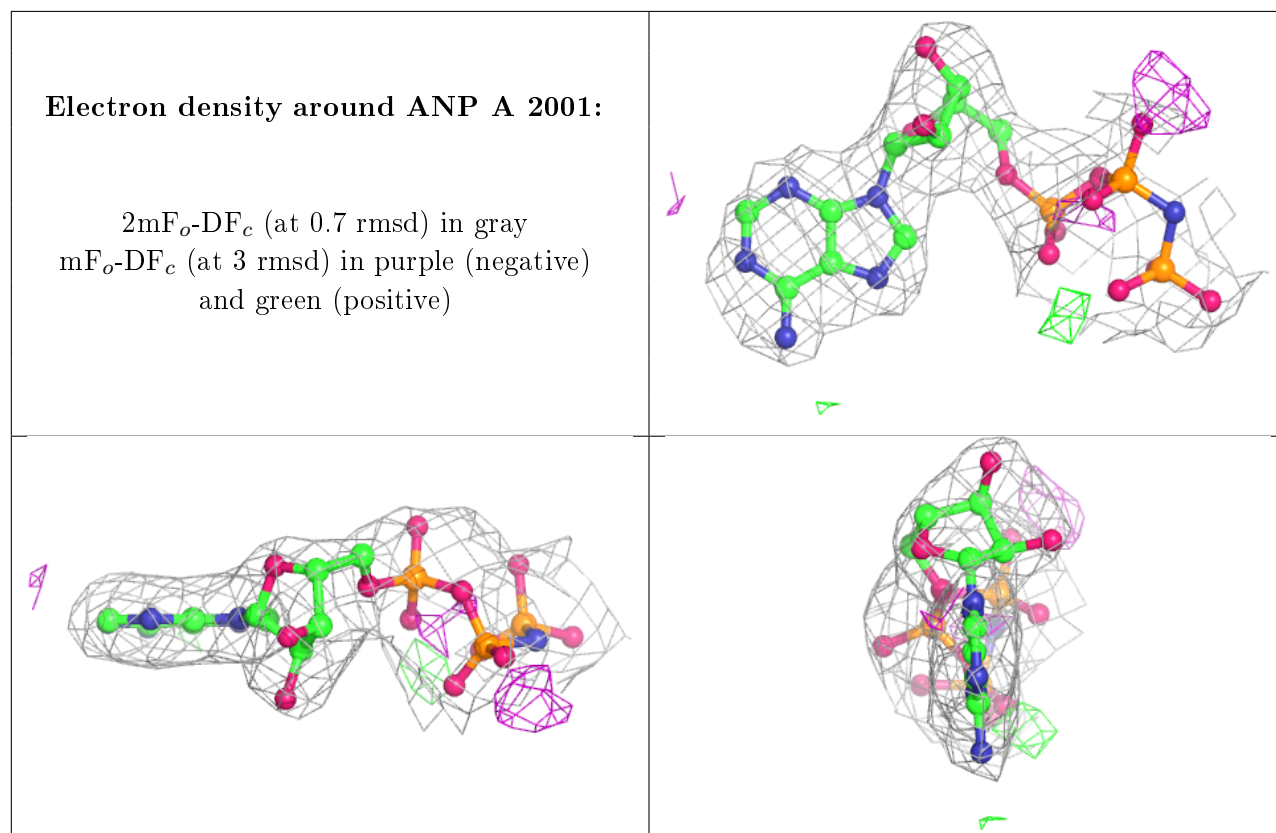 Electron density around ANP A 2001:
2mFo-DFc (at 0.7 rmsd) in gray
mFo-DFc (at 3 rmsd) in purple (negative)
and green (positive)